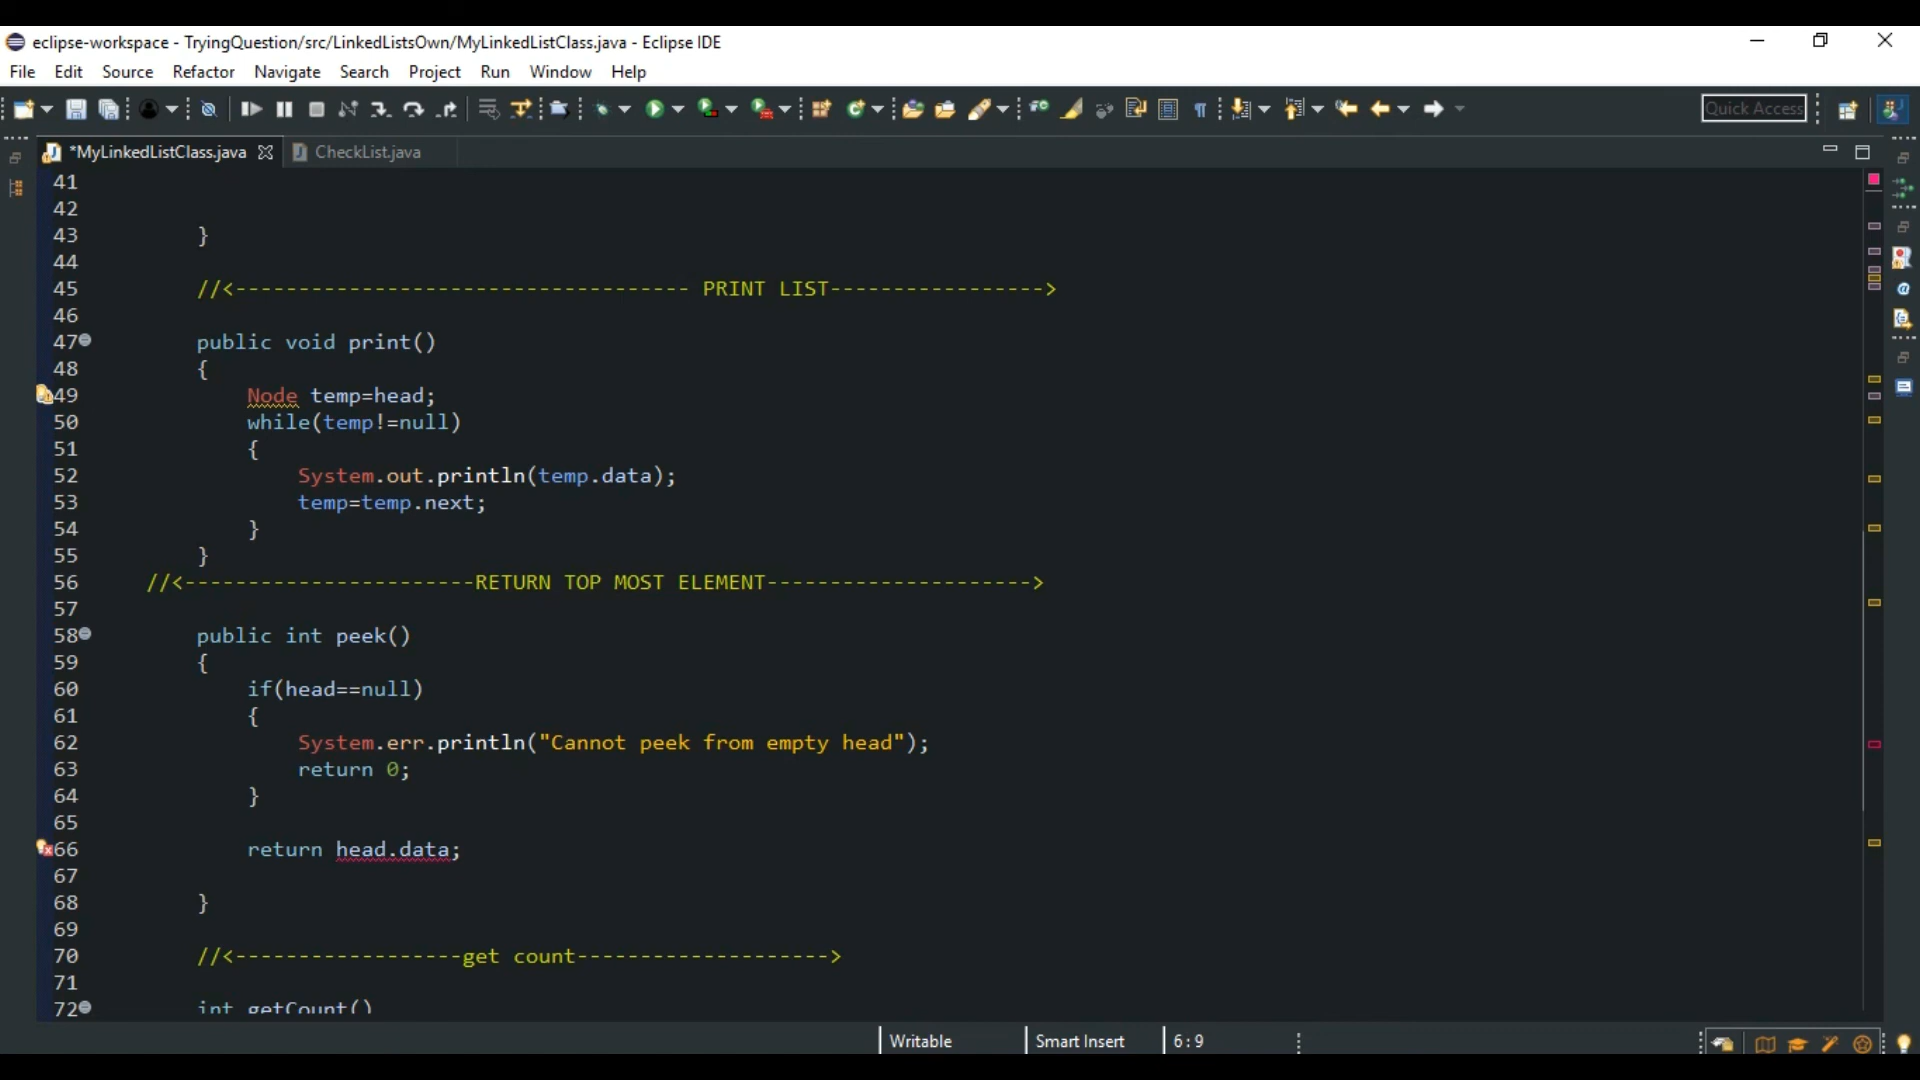 eclipse-workspace - TryingQuestion/src/LinkedListsOwn/MyLinkedListClass.java - Eclipse IDE
File Edit Source Refactor Navigate Search Project Run Window Help
Quick Access
*MyLinkedListClass.java CheckList.java
41
42
43 }
44
45 //<------------------------------------ PRINT LIST----------------->
46
47 public void print()
48 {
49 Node temp=head;
50 while(temp!=null)
51 {
52 System.out.println(temp.data);
53 temp=temp.next;
54 }
55 }
56 //<-----------------------RETURN TOP MOST ELEMENT--------------------->
57
58 public int peek()
59 {
60 if(head==null)
61 {
62 System.err.println("Cannot peek from empty head");
63 return 0;
64 }
65
66 return head.data;
67
68 }
69
70 //<------------------get count-------------------->
71
72 int getCount()
Writable Smart Insert 6 : 9